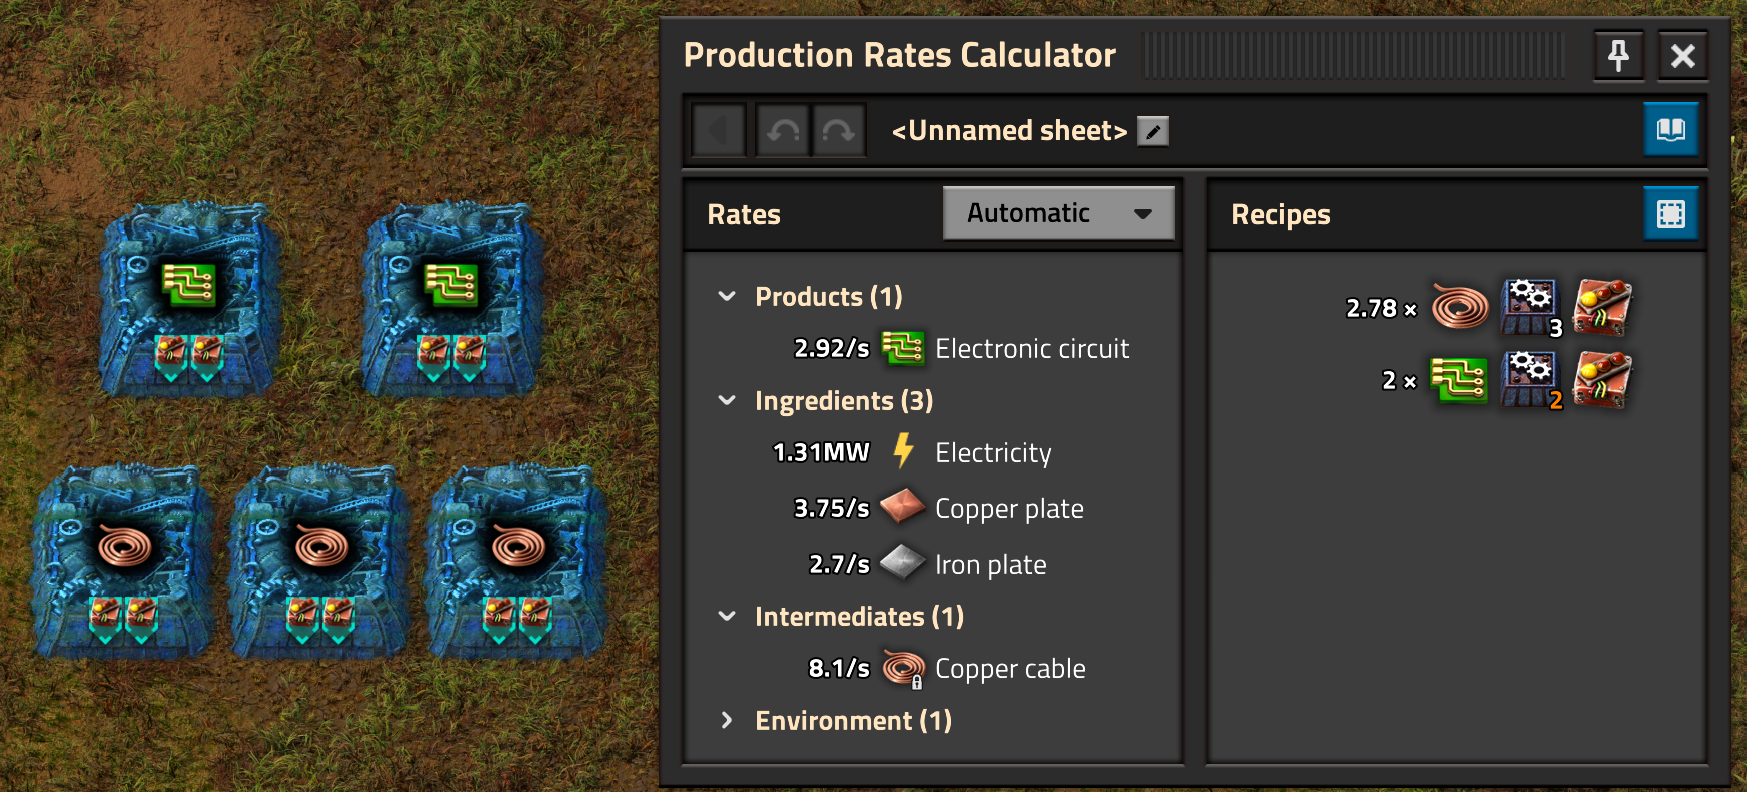 Production Rates Calculator
<Unnamed sheet>
Rates
Automatic
Recipes
Products (1)
2.92/s Electronic circuit
Ingredients (3)
1.31MW Electricity
3.75/s Copper plate
2.7/s Iron plate
Intermediates (1)
8.1/s Copper cable
Environment (1)
2.78 × 3
2 × 2